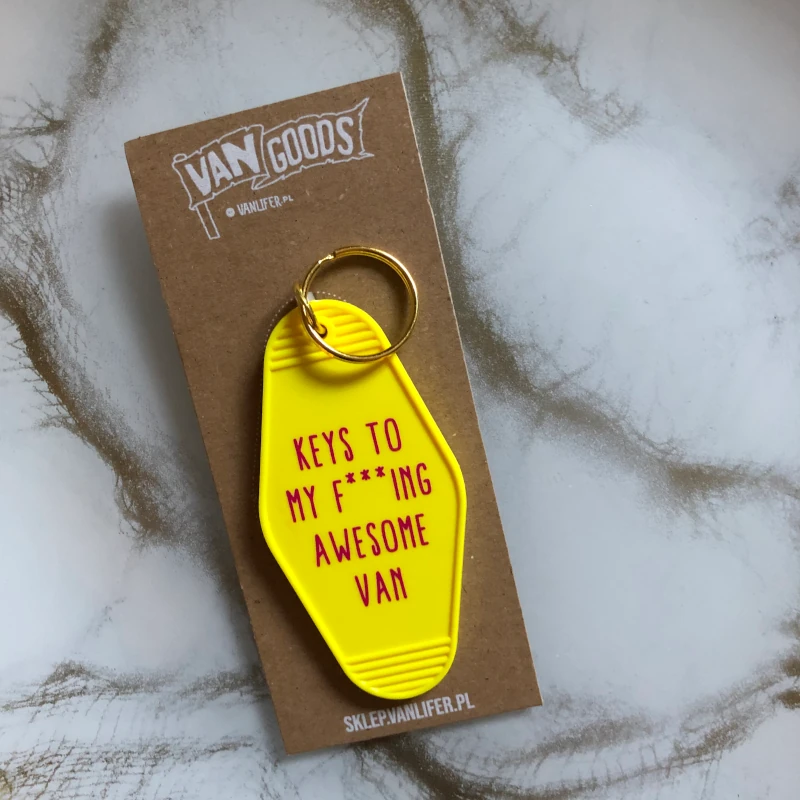 VAN GOODS
VANLIFER.PL
KEYS TO
MY F***ING
AWESOME
VAN
SKLEP.VANLIFER.PL